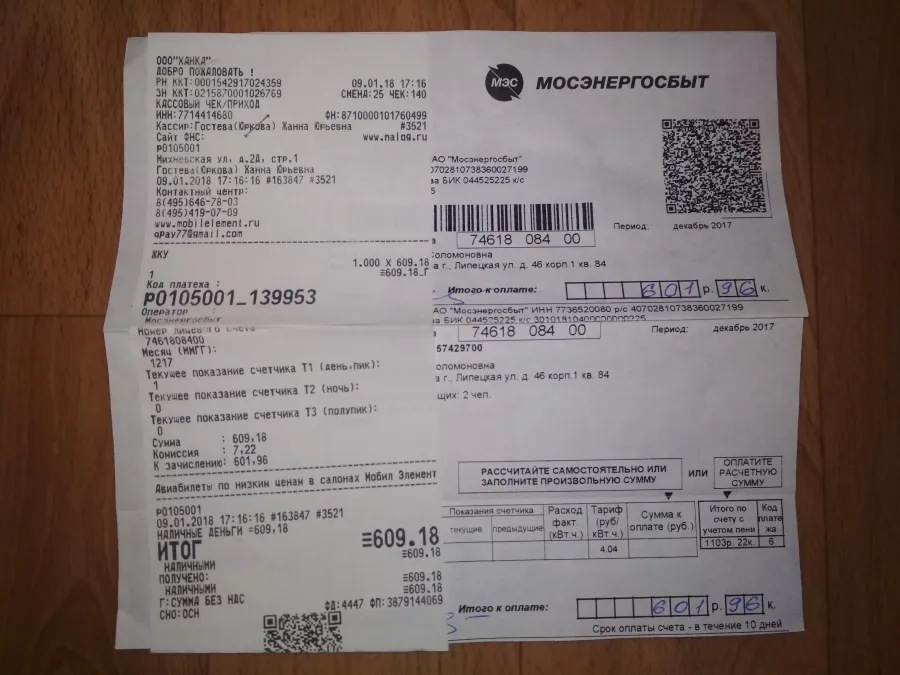 ООО"ХАНКА"
ДОБРО ПОЖАЛОВАТЬ !
РН ККТ:0001542917024359 09.01.18 17:16
ЗН ККТ:0215870001026769 СМЕНА:25 ЧЕК:140
КАССОВЫЙ ЧЕК/ПРИХОД
ИНН:7714414680 ФН:8710000101760499
Кассир:Гостева(Юркова) Жанна Юрьевна #3521
Сайт ФНС: www.nalog.ru
P0105001
Михневская ул. д.2Д, стр.1
Гостева(Юркова) Жанна Юрьевна
09.01.2018 17:16:16 #163847 #3521
Контактный центр:
8(495)646-78-03
8(495)419-07-09
www.mobilelement.ru
qPay77@gmail.com
ЖКУ
1.000 X 609.18
1 ≡609.18_Г
Код платежа :
P0105001_139953
Оператор :
Мосэнергосбыт
Номер лицевого счета
7461808400
Месяц (ММГГ):
1217
Текущее показание счетчика Т1 (день,пик):
1
Текущее показание счетчика Т2 (ночь):
0
Текущее показание счетчика Т3 (полупик):
0
Сумма : 609,18
Комиссия : 7,22
К зачислению: 601,96
Авиабилеты по низким ценам в салонах Мобил Элемент
P0105001
09.01.2018 17:16:16 #163847 #3521
НАЛИЧНЫЕ ДЕНЬГИ =609,18
ИТОГ ≡609.18
НАЛИЧНЫМИ ≡609.18
ПОЛУЧЕНО:
НАЛИЧНЫМИ ≡609.18
Г:СУММА БЕЗ НДС ≡609.18
СНО:ОСН ФД:4447 ФП:3879144069
МЭС МОСЭНЕРГОСБЫТ
АО "Мосэнергосбыт"
70702810738360027199
ва БИК 044525225 к/с
5
74618 084 00
Период: декабрь 2017
оломоновна
а г., Липецкая ул. д. 46 корп.1 кв. 84
Итого к оплате: 601 р. 96 к.
АО "Мосэнергосбыт" ИНН 7736520080 р/с 40702810738360027199
ва БИК 044525225 к/с 30101810400000000225
74618 084 00
Период: декабрь 2017
57429700
оломоновна
а г., Липецкая ул. д. 46 корп.1 кв. 84
щих: 2 чел.
РАССЧИТАЙТЕ САМОСТОЯТЕЛЬНО ИЛИ ЗАПОЛНИТЕ ПРОИЗВОЛЬНУЮ СУММУ
ИЛИ
ОПЛАТИТЕ РАСЧЕТНУЮ СУММУ
Показания счетчика
текущие предыдущие
Расход факт. (кВт.ч.)
Тариф (руб/ кВт.ч.)
Сумма к оплате (руб.)
Итого по счету с учетом пени
Код плате жа
4.04 1103р. 22к. 6
Итого к оплате: 601 р. 96 к.
Срок оплаты счета - в течение 10 дней